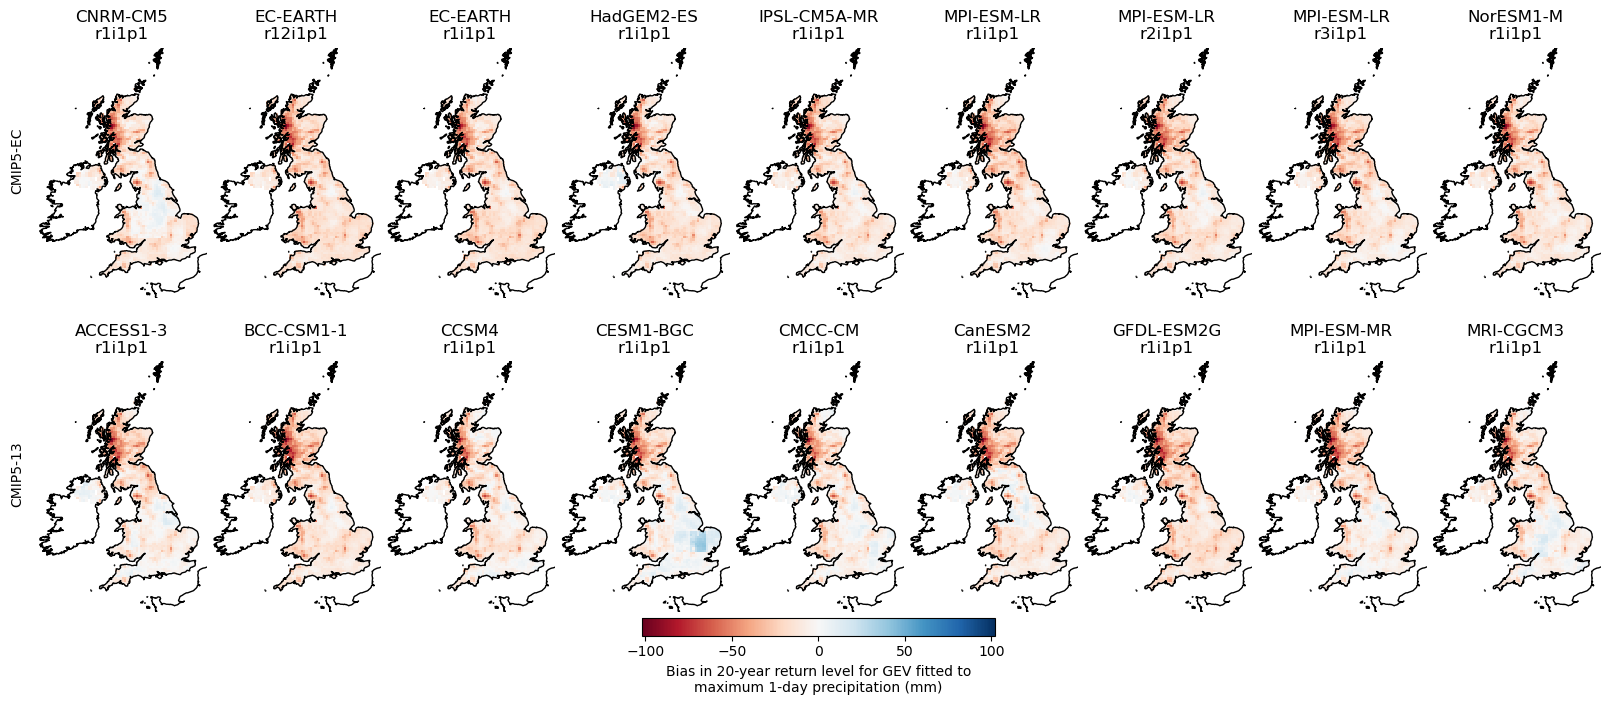 CNRM-CM5
r1i1p1
EC-EARTH
r12i1p1
EC-EARTH
r1i1p1
HadGEM2-ES
r1i1p1
IPSL-CM5A-MR
r1i1p1
MPI-ESM-LR
r1i1p1
MPI-ESM-LR
r2i1p1
MPI-ESM-LR
r3i1p1
NorESM1-M
r1i1p1
CMIP5-EC
ACCESS1-3
r1i1p1
BCC-CSM1-1
r1i1p1
CCSM4
r1i1p1
CESM1-BGC
r1i1p1
CMCC-CM
r1i1p1
CanESM2
r1i1p1
GFDL-ESM2G
r1i1p1
MPI-ESM-MR
r1i1p1
MRI-CGCM3
r1i1p1
CMIP5-13
−100 −50 0 50 100
Bias in 20-year return level for GEV fitted to
maximum 1-day precipitation (mm)